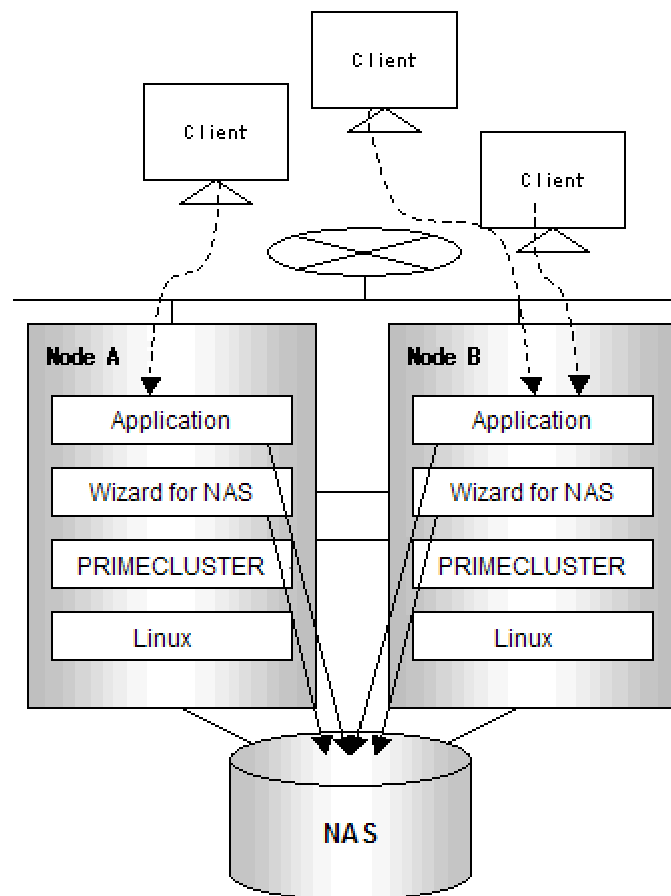 Client
Client
Client
Node A
Application
Wizard for NAS
PRIMECLUSTER
Linux
Node B
Application
Wizard for NAS
PRIMECLUSTER
Linux
NAS